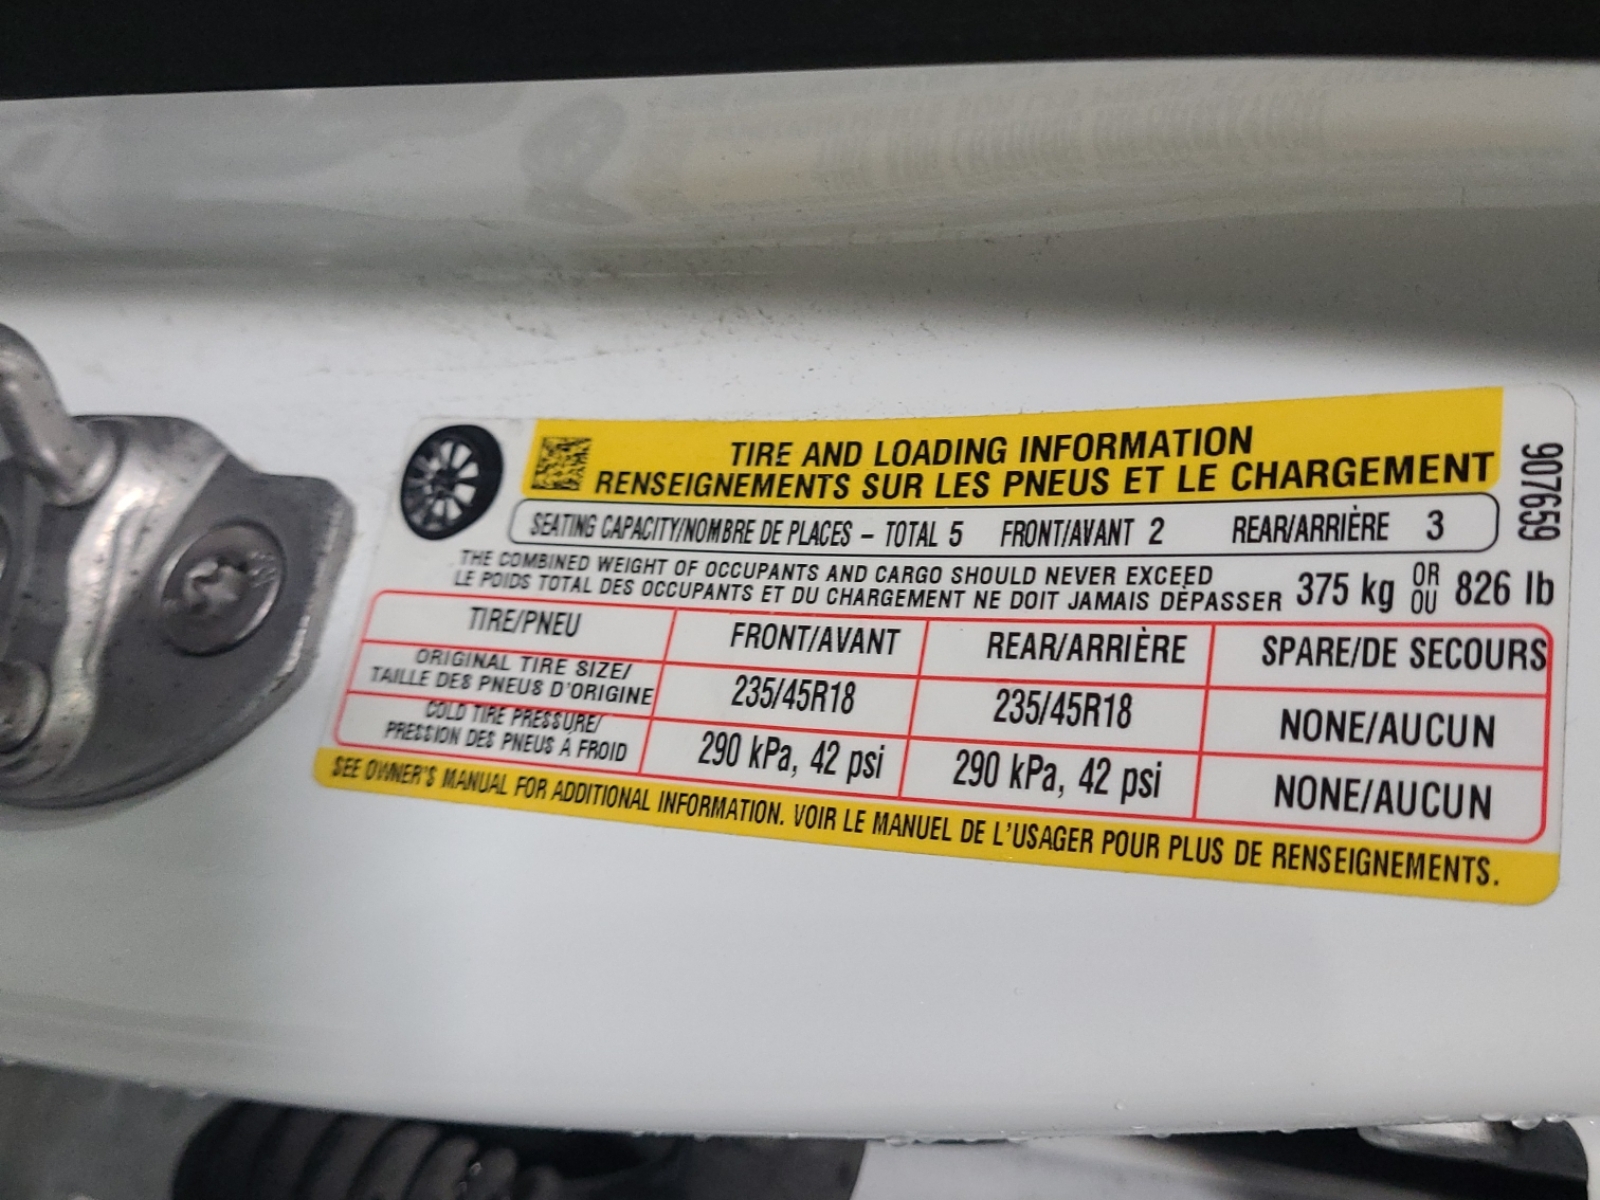 TIRE AND LOADING INFORMATION
RENSEIGNEMENTS SUR LES PNEUS ET LE CHARGEMENT
SEATING CAPACITY/NOMBRE DE PLACES – TOTAL 5 FRONT/AVANT 2 REAR/ARRIÈRE 3
907659
THE COMBINED WEIGHT OF OCCUPANTS AND CARGO SHOULD NEVER EXCEED
LE POIDS TOTAL DES OCCUPANTS ET DU CHARGEMENT NE DOIT JAMAIS DÉPASSER
375 kg OR OU 826 lb
TIRE/PNEU FRONT/AVANT REAR/ARRIÈRE SPARE/DE SECOURS
ORIGINAL TIRE SIZE/
TAILLE DES PNEUS D'ORIGINE 235/45R18 235/45R18 NONE/AUCUN
COLD TIRE PRESSURE/
PRESSION DES PNEUS À FROID 290 kPa, 42 psi 290 kPa, 42 psi NONE/AUCUN
SEE OWNER'S MANUAL FOR ADDITIONAL INFORMATION. VOIR LE MANUEL DE L'USAGER POUR PLUS DE RENSEIGNEMENTS.